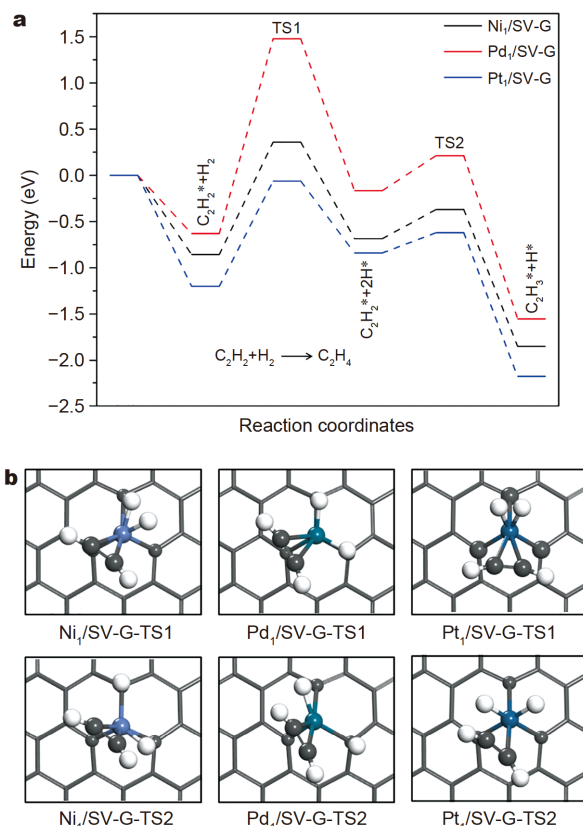 a
Ni₁/SV-G
Pd₁/SV-G
Pt₁/SV-G
TS1
TS2
C₂H₂*+H₂
C₂H₂*+2H*
C₂H₃*+H*
C₂H₂+H₂ → C₂H₄
1.5
1.0
0.5
0.0
−0.5
−1.0
−1.5
−2.0
−2.5
Energy (eV)
Reaction coordinates
b
Ni₁/SV-G-TS1 Pd₁/SV-G-TS1 Pt₁/SV-G-TS1
Ni₁/SV-G-TS2 Pd₁/SV-G-TS2 Pt₁/SV-G-TS2